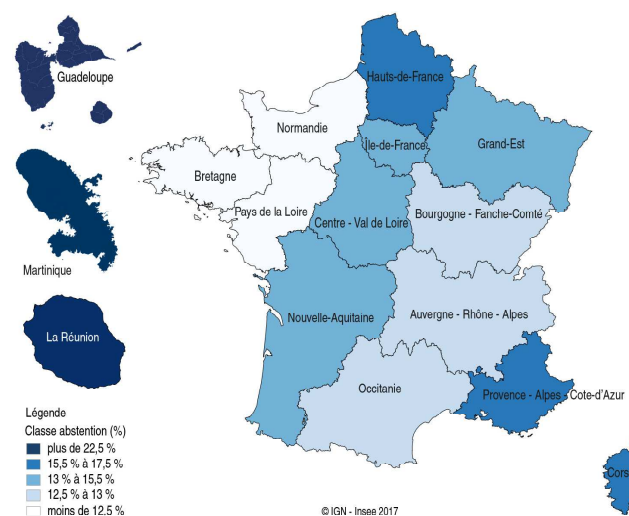 Guadeloupe
Hauts-de-France
Normandie
Île-de-France
Grand-Est
Bretagne
Pays de la Loire
Centre - Val de Loire
Bourgogne - Fanche-Comté
Martinique
La Réunion
Nouvelle-Aquitaine
Auvergne - Rhône - Alpes
Occitanie
Provence - Alpes - Cote-d'Azur
Cors
Légende
Classe abstention (%)
plus de 22,5 %
15,5 % à 17,5 %
13 % à 15,5 %
12,5 % à 13 %
moins de 12.5 %
© IGN - Insee 2017